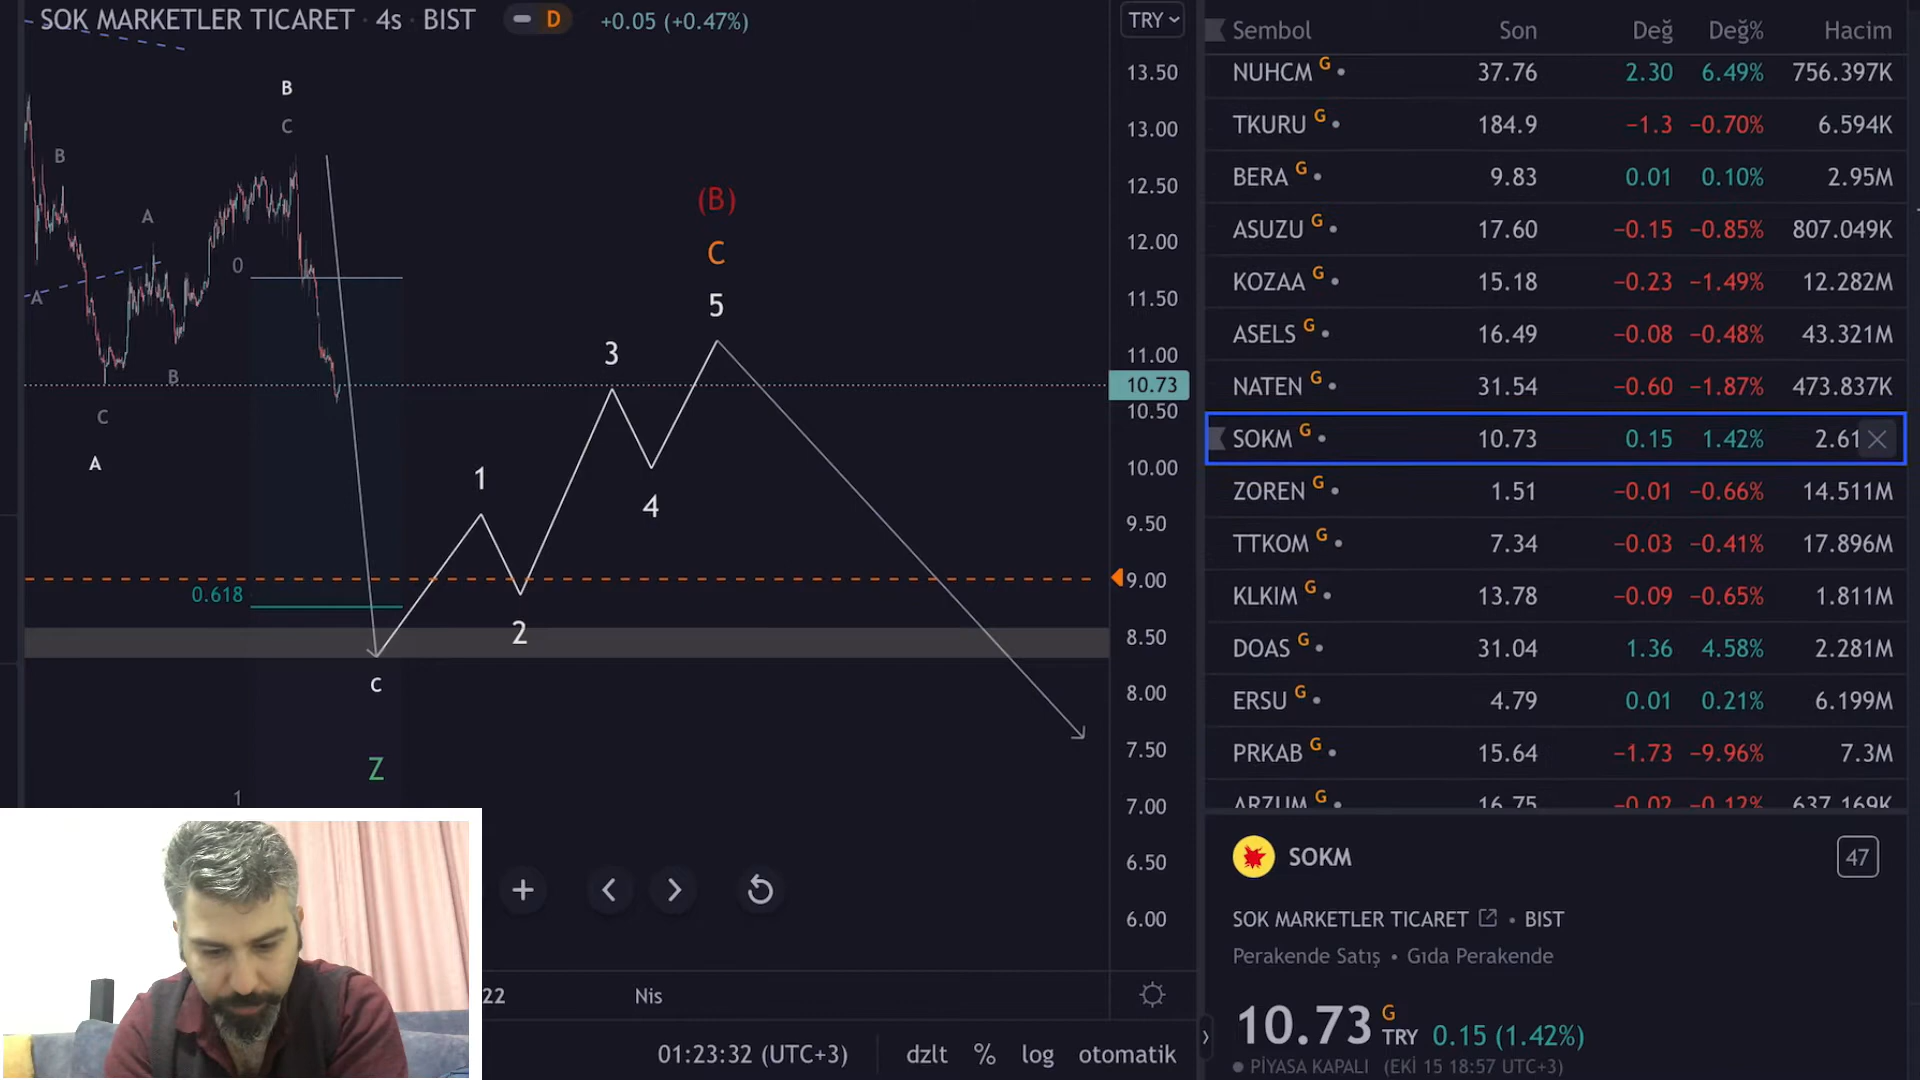 SOK MARKETLER TICARET · 4s · BIST
D
+0.05 (+0.47%)
TRY
B
C
B
A
0
A
B
C
A
(B)
C
5
3
1
4
2
0.618
C
Z
1
13.50
13.00
12.50
12.00
11.50
11.00
10.73
10.50
10.00
9.50
9.00
8.50
8.00
7.50
7.00
6.50
6.00
22
Nis
01:23:32 (UTC+3)
dzlt
%
log
otomatik
Sembol Son Değ Değ% Hacim
NUHCM G 37.76 2.30 6.49% 756.397K
TKURU G 184.9 −1.3 −0.70% 6.594K
BERA G 9.83 0.01 0.10% 2.95M
ASUZU G 17.60 −0.15 −0.85% 807.049K
KOZAA G 15.18 −0.23 −1.49% 12.282M
ASELS G 16.49 −0.08 −0.48% 43.321M
NATEN G 31.54 −0.60 −1.87% 473.837K
SOKM G 10.73 0.15 1.42% 2.61
ZOREN G 1.51 −0.01 −0.66% 14.511M
TTKOM G 7.34 −0.03 −0.41% 17.896M
KLKIM G 13.78 −0.09 −0.65% 1.811M
DOAS G 31.04 1.36 4.58% 2.281M
ERSU G 4.79 0.01 0.21% 6.199M
PRKAB G 15.64 −1.73 −9.96% 7.3M
ARZUM G 16.75 −0.02 −0.12% 637.169K
SOKM
47
SOK MARKETLER TICARET • BIST
Perakende Satış • Gıda Perakende
10.73 G TRY 0.15 (1.42%)
PİYASA KAPALI (EKİ 15 18:57 UTC+3)